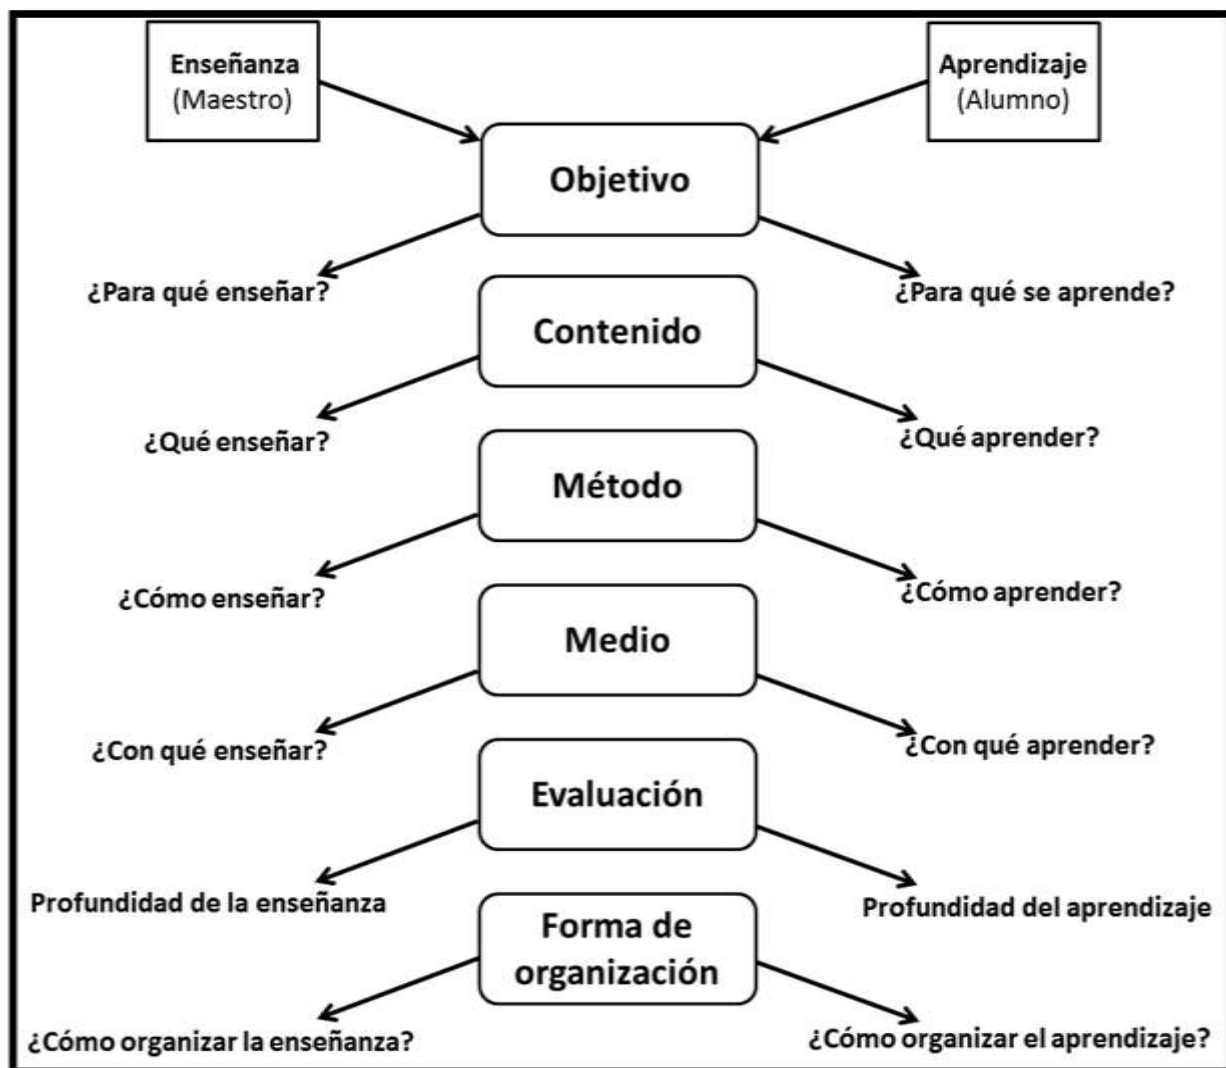 Enseñanza
(Maestro)
Aprendizaje
(Alumno)
Objetivo
¿Para qué enseñar?
¿Para qué se aprende?
Contenido
¿Qué enseñar?
¿Qué aprender?
Método
¿Cómo enseñar?
¿Cómo aprender?
Medio
¿Con qué enseñar?
¿Con qué aprender?
Evaluación
Profundidad de la enseñanza
Profundidad del aprendizaje
Forma de
organización
¿Cómo organizar la enseñanza?
¿Cómo organizar el aprendizaje?